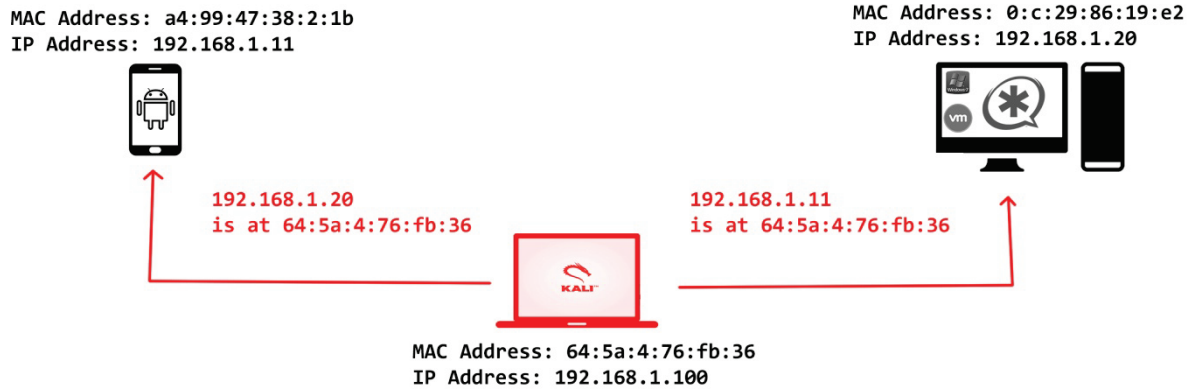 MAC Address: a4:99:47:38:2:1b
IP Address: 192.168.1.11
MAC Address: 0:c:29:86:19:e2
IP Address: 192.168.1.20
Windows 7
vm
192.168.1.20
is at 64:5a:4:76:fb:36
192.168.1.11
is at 64:5a:4:76:fb:36
KALI
MAC Address: 64:5a:4:76:fb:36
IP Address: 192.168.1.100